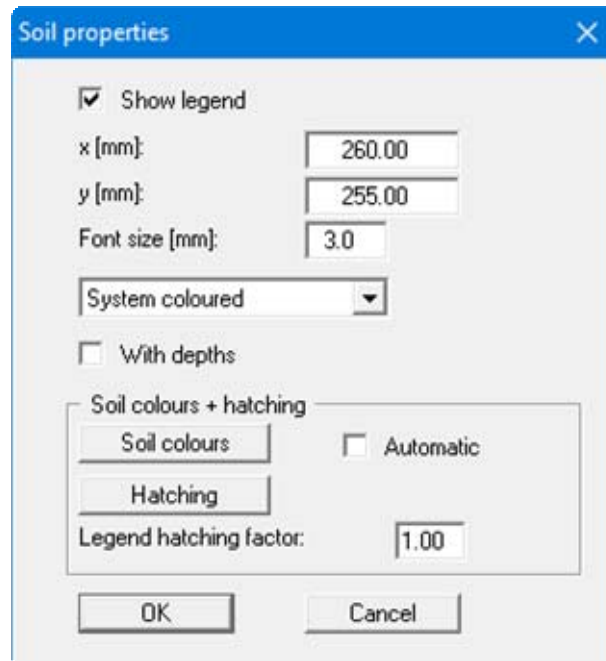 Soil properties
Show legend
x [mm]: 260.00
y [mm]: 255.00
Font size [mm]: 3.0
System coloured
With depths
Soil colours + hatching
Soil colours Automatic
Hatching
Legend hatching factor: 1.00
OK Cancel